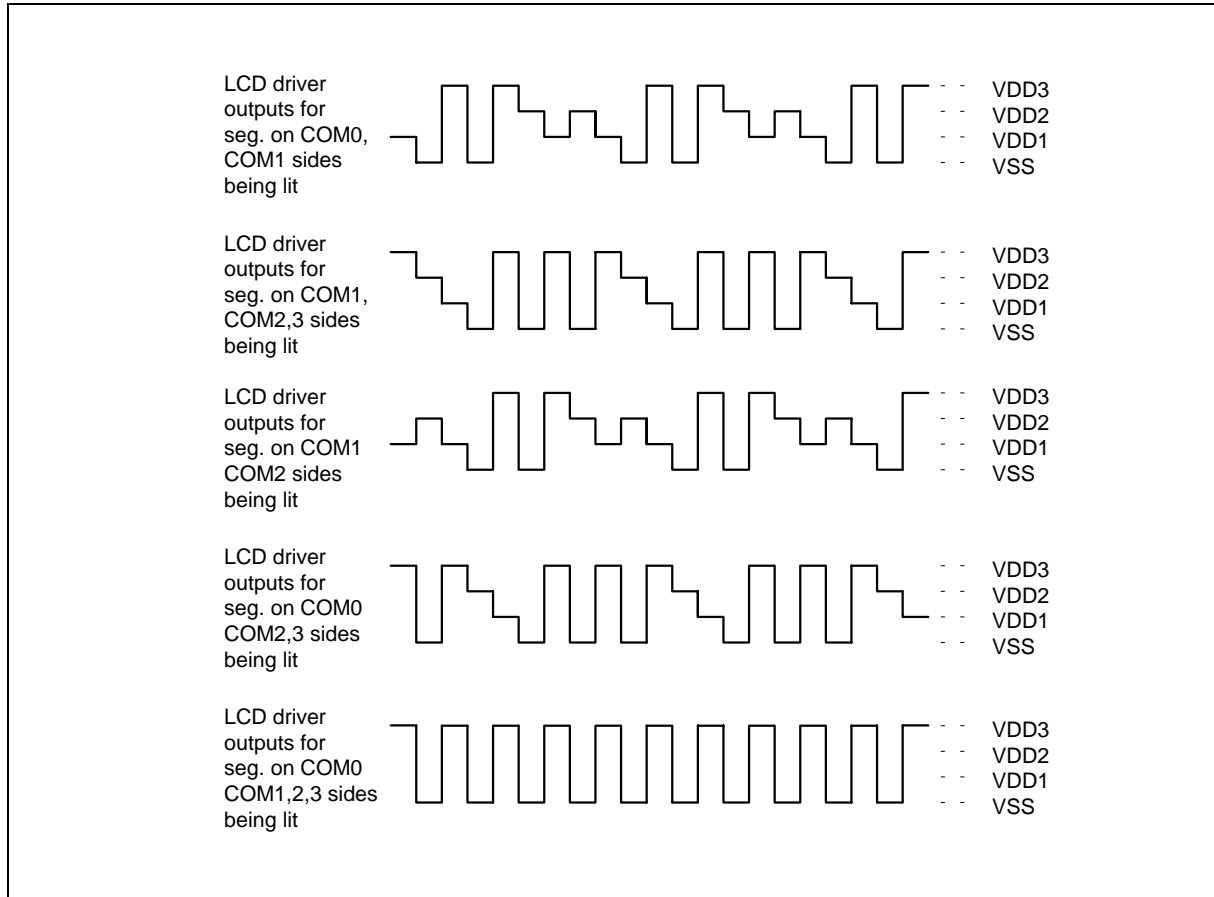 LCD driver
outputs for
seg. on COM0,
COM1 sides
being lit
VDD3
VDD2
VDD1
VSS
LCD driver
outputs for
seg. on COM1,
COM2,3 sides
being lit
VDD3
VDD2
VDD1
VSS
LCD driver
outputs for
seg. on COM1
COM2 sides
being lit
VDD3
VDD2
VDD1
VSS
LCD driver
outputs for
seg. on COM0
COM2,3 sides
being lit
VDD3
VDD2
VDD1
VSS
LCD driver
outputs for
seg. on COM0
COM1,2,3 sides
being lit
VDD3
VDD2
VDD1
VSS